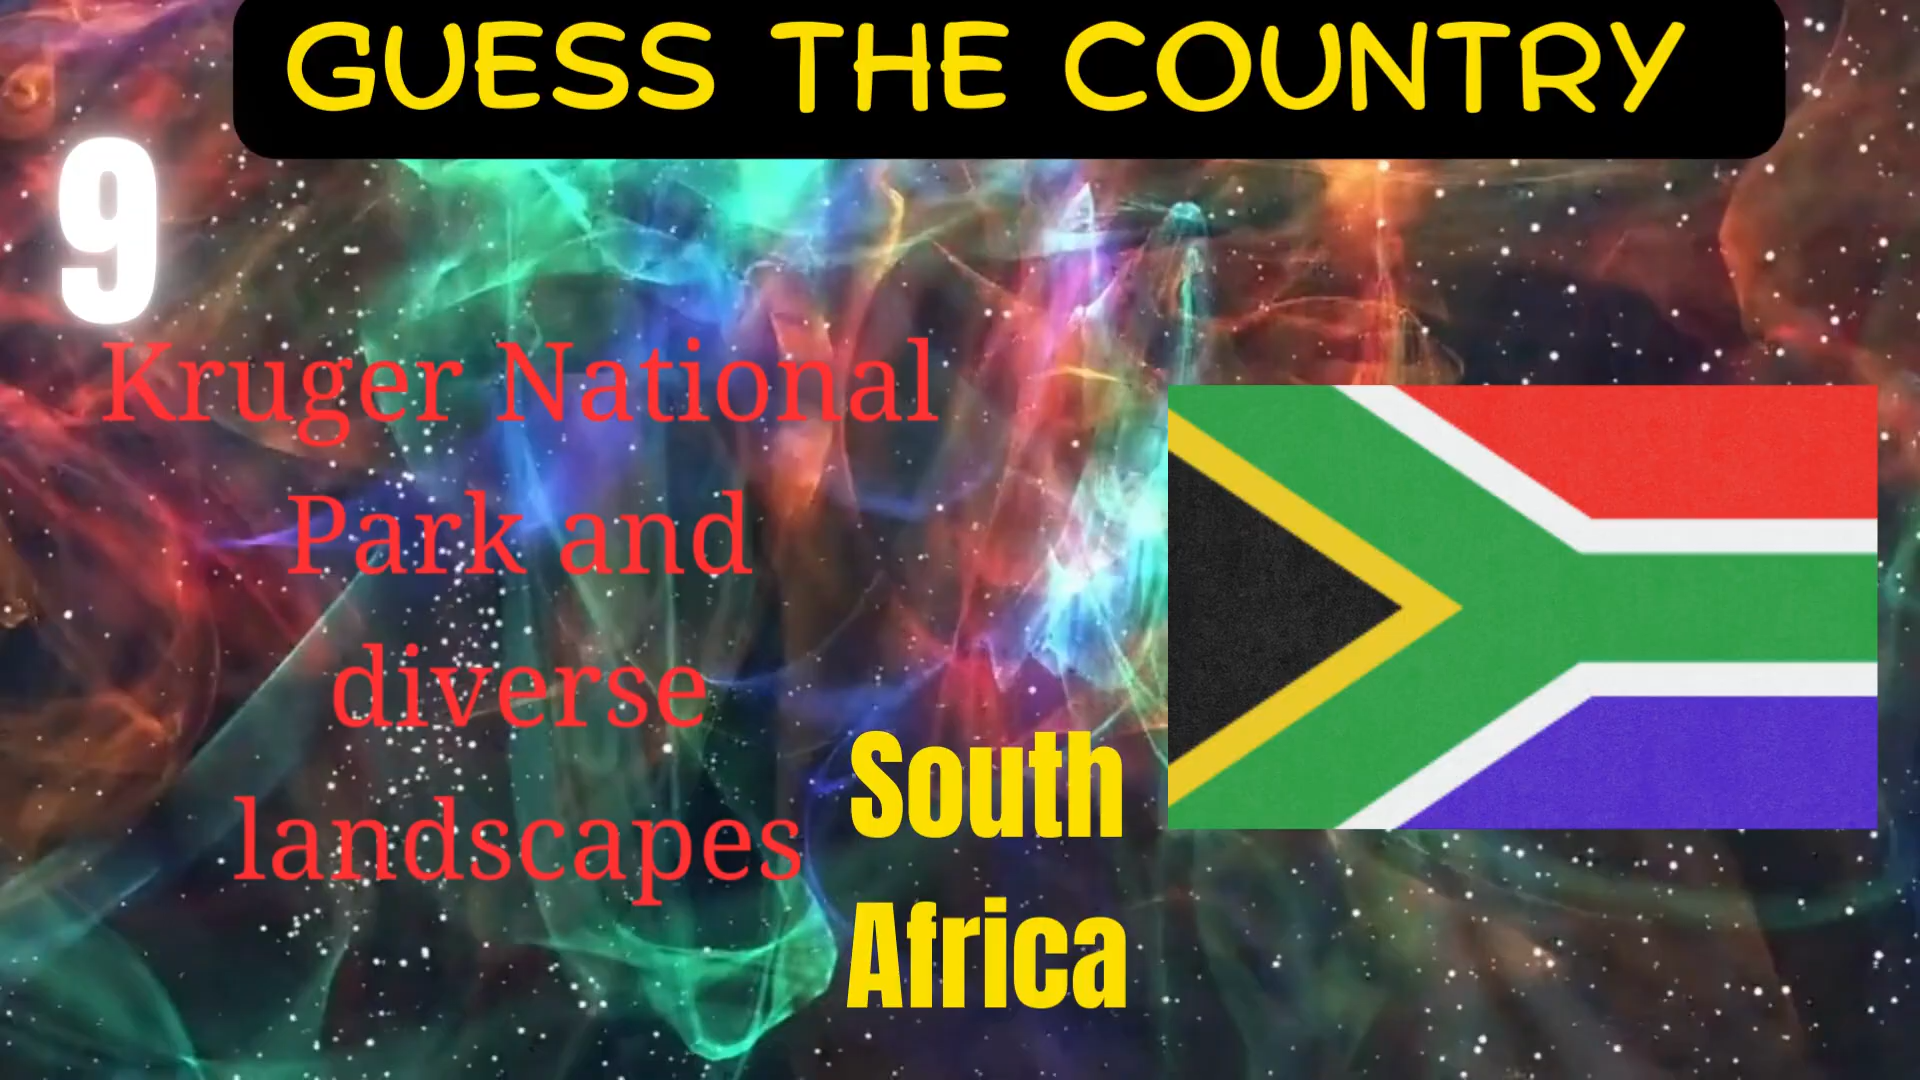 GUESS THE COUNTRY
9
Kruger National
Park and
diverse
landscapes
South
Africa